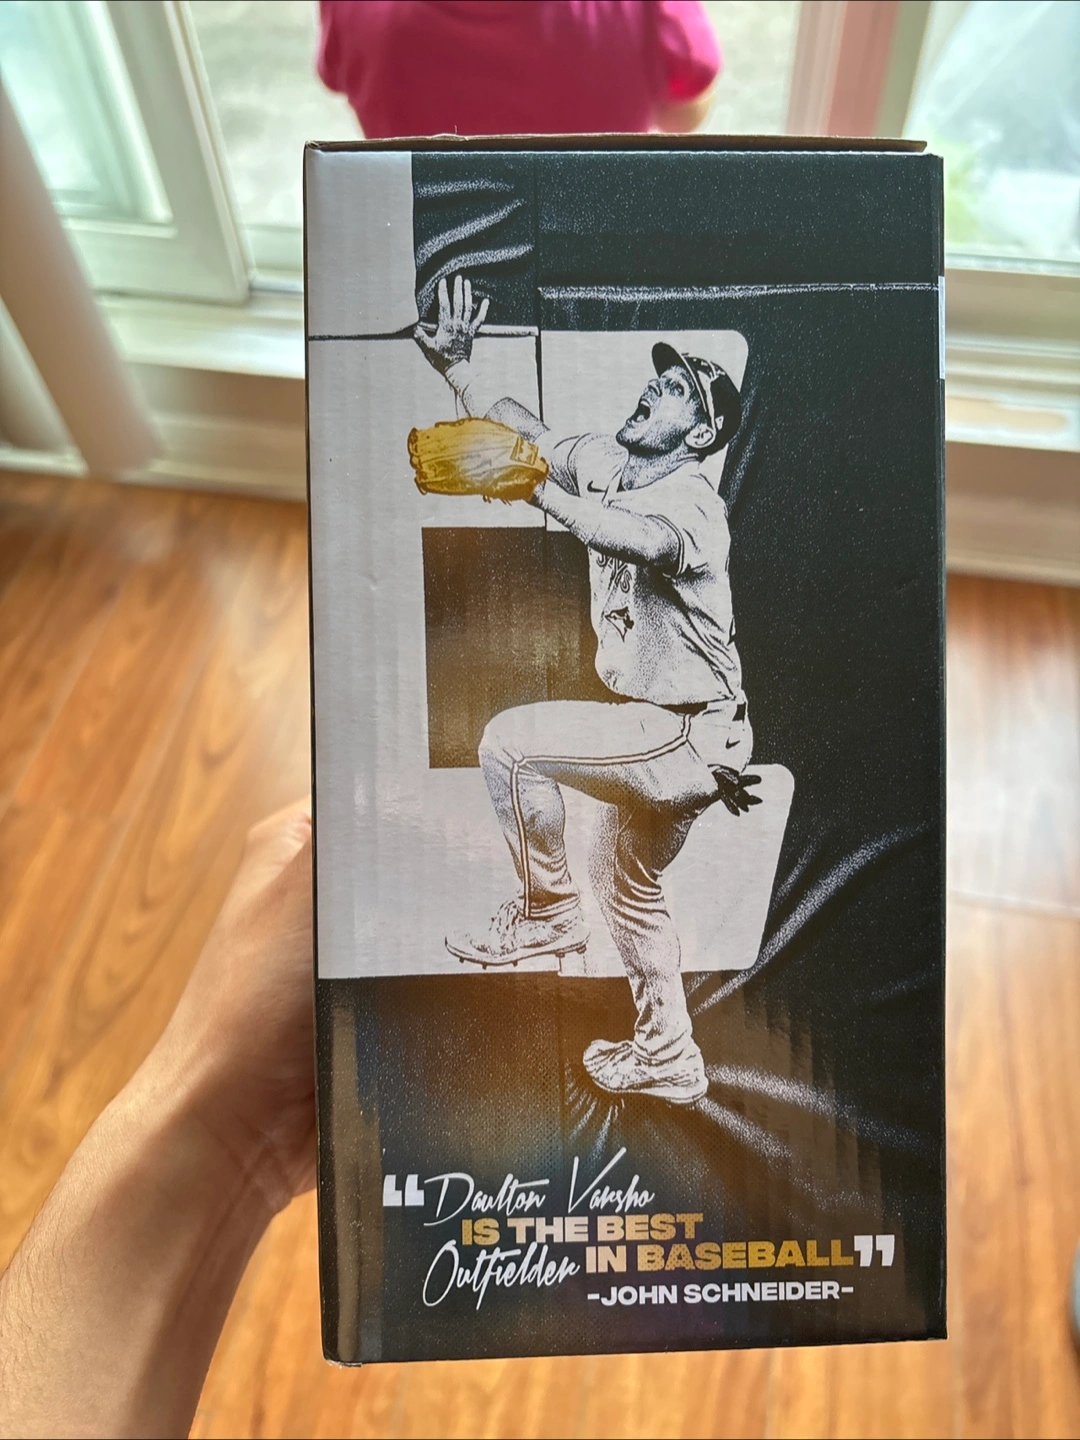 “Daulton Varsho
IS THE BEST
Outfielder IN BASEBALL”
-JOHN SCHNEIDER-